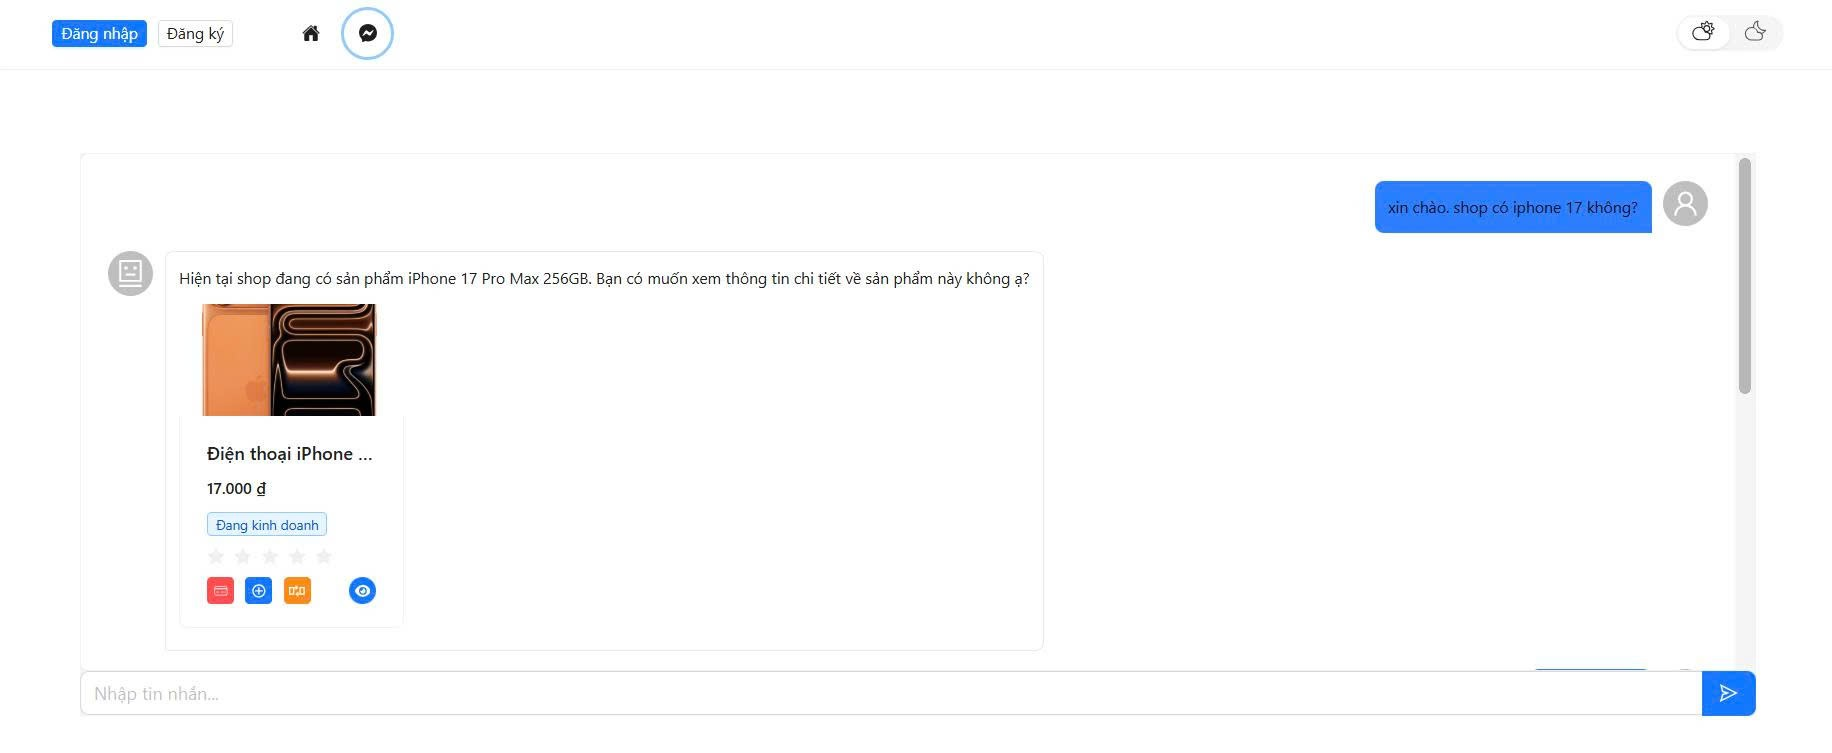 Đăng nhập
Đăng ký
xin chào. shop có iphone 17 không?
Hiện tại shop đang có sản phẩm iPhone 17 Pro Max 256GB. Bạn có muốn xem thông tin chi tiết về sản phẩm này không ạ?
Điện thoại iPhone ...
17.000 ₫
Đang kinh doanh
Nhập tin nhắn...